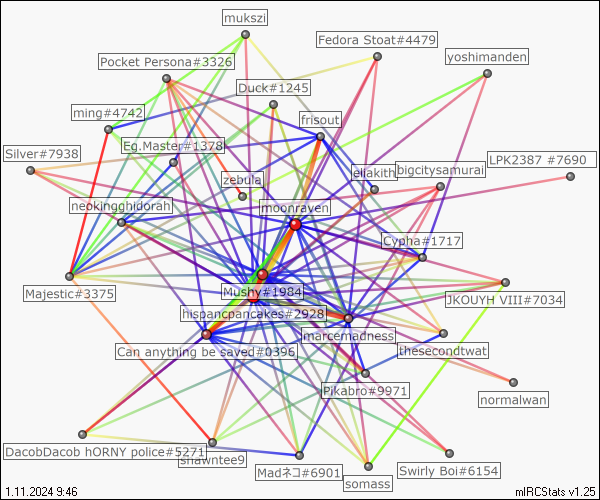 mukszi
Fedora Stoat#4479
yoshimanden
Pocket Persona#3326
Duck#1245
ming#4742
frisout
Eg.Master#1378
Silver#7938
LPK2387 #7690
ellakith
bigcitysamurai
zebula
neokingghidorah
moonraven
Cypha#1717
Majestic#3375
Mushy#1984
JKOUYH VIII#7034
hispancpancakes#2928
marcemadness
Can anything be saved#0396
thesecondtwat
Pikabro#9971
normalwan
DacobDacob hORNY police#5271
shawntee9
Madネコ#6901
Swirly Boi#6154
somass
1.11.2024 9:46
mIRCStats v1.25